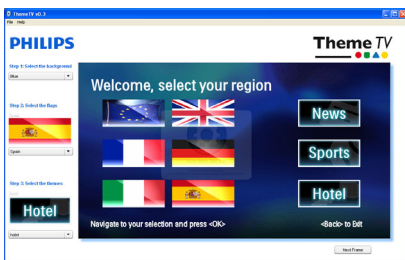 ThemeTV v0.3
File Help
PHILIPS
Theme TV
Step 1: Select the background
Blue
Step 2: Select the flags
Spain
Step 3: Select the themes
Hotel
hotel
Welcome, select your region
News
Sports
Hotel
Navigate to your selection and press <OK>
<Back> to Exit
Next Frame